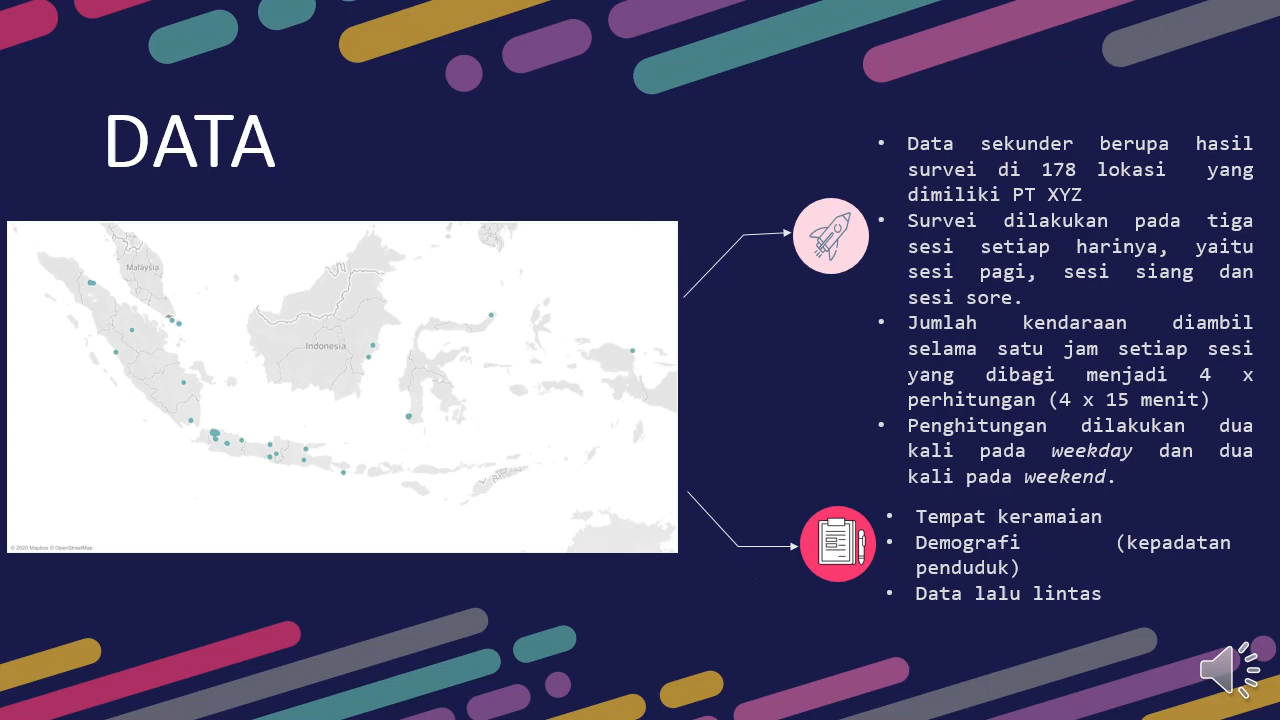 DATA
Malaysia
Indonesia
© 2020 Mapbox © OpenStreetMap
• Data sekunder berupa hasil
survei di 178 lokasi yang
dimiliki PT XYZ
• Survei dilakukan pada tiga
sesi setiap harinya, yaitu
sesi pagi, sesi siang dan
sesi sore.
• Jumlah kendaraan diambil
selama satu jam setiap sesi
yang dibagi menjadi 4 x
perhitungan (4 x 15 menit)
• Penghitungan dilakukan dua
kali pada weekday dan dua
kali pada weekend.
• Tempat keramaian
• Demografi (kepadatan
penduduk)
• Data lalu lintas